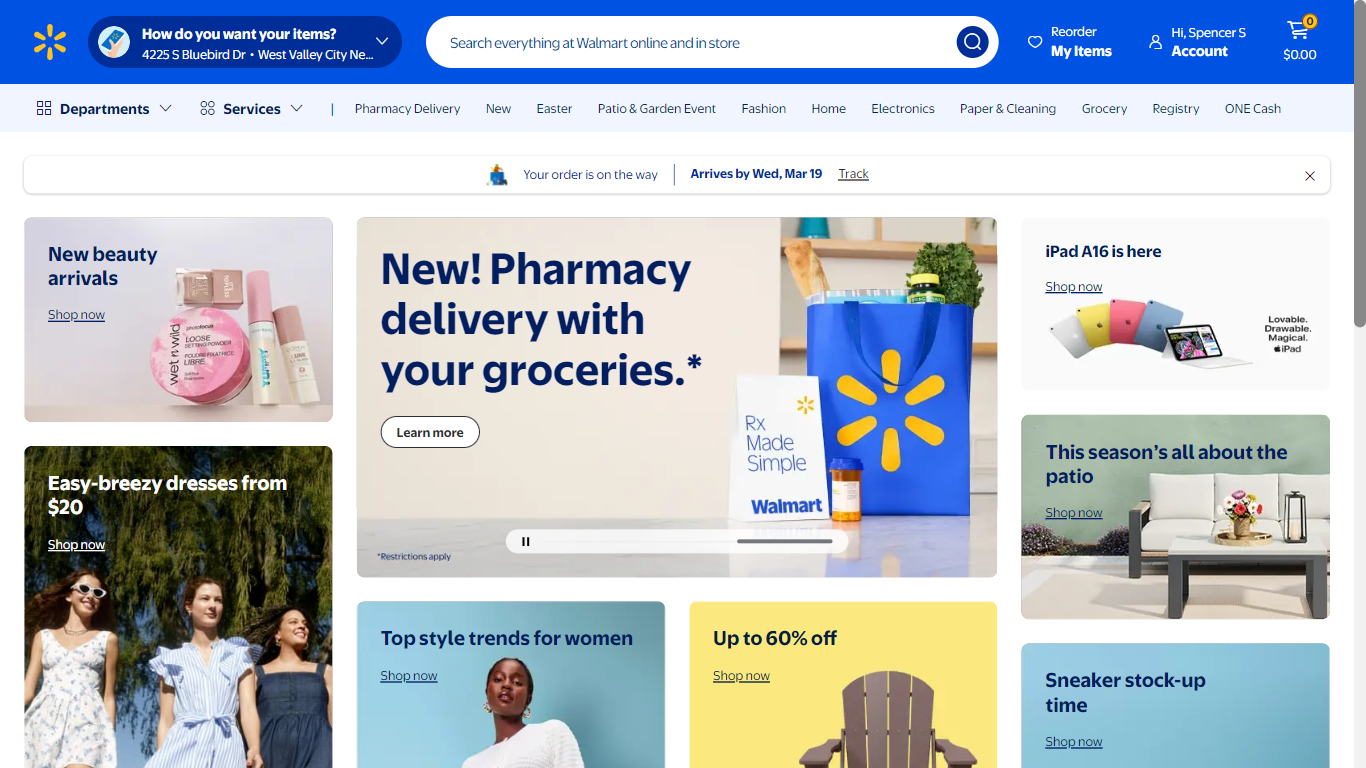 How do you want your items?
4225 S Bluebird Dr • West Valley City Ne...
Search everything at Walmart online and in store
Reorder
My Items
Hi, Spencer S
Account
0
$0.00
Departments
Services
Pharmacy Delivery
New
Easter
Patio & Garden Event
Fashion
Home
Electronics
Paper & Cleaning
Grocery
Registry
ONE Cash
Your order is on the way
Arrives by Wed, Mar 19
Track
New beauty
arrivals
Shop now
photofocus
LOOSE
SETTING POWDER
POUDRE FIXATRICE
LIBRE
wet n wild
New! Pharmacy
delivery with
your groceries.*
Learn more
Rx
Made
Simple
Walmart
*Restrictions apply
iPad A16 is here
Shop now
Lovable.
Drawable.
Magical.
iPad
Easy-breezy dresses from
$20
Shop now
This season's all about the
patio
Shop now
Top style trends for women
Shop now
Up to 60% off
Shop now
Sneaker stock-up
time
Shop now